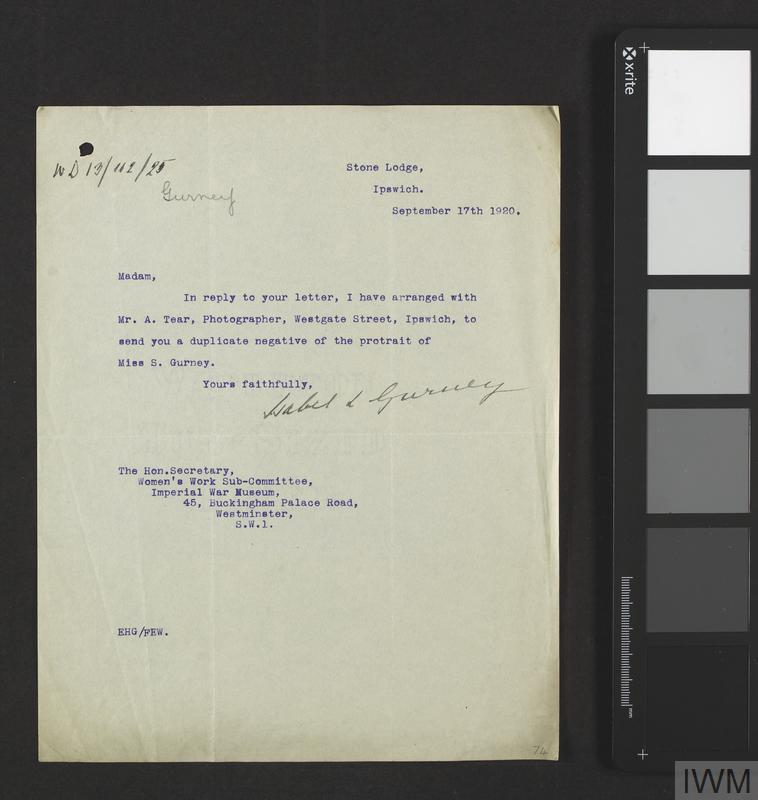 WD 13/112/25
Gurney
Stone Lodge,
Ipswich.
September 17th 1920.
Madam,
In reply to your letter, I have arranged with
Mr. A. Tear, Photographer, Westgate Street, Ipswich, to
send you a duplicate negative of the protrait of
Miss S. Gurney.
Yours faithfully,
Isabel L Gurney
The Hon.Secretary,
Women's Work Sub-Committee,
Imperial War Museum,
45, Buckingham Palace Road,
Westminster,
S.W.1.
EHG/FEW.
74
x-rite
mm
IWM